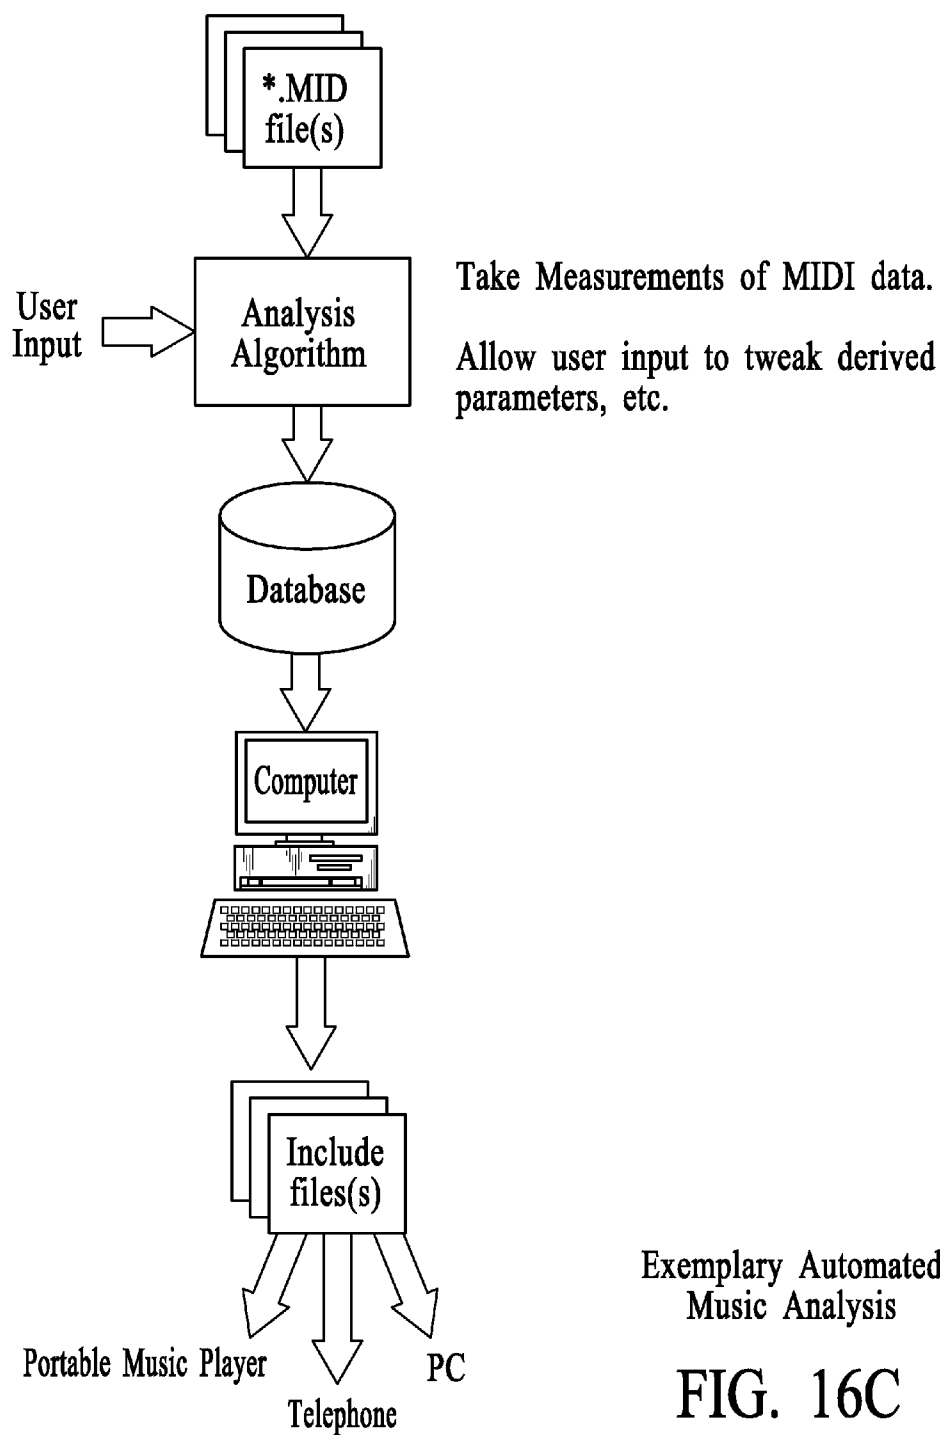 *.MID
file(s)
User
Input
Analysis
Algorithm
Take Measurements of MIDI data.
Allow user input to tweak derived
parameters, etc.
Database
Computer
Include
files(s)
Portable Music Player
Telephone
PC
Exemplary Automated
Music Analysis
FIG. 16C